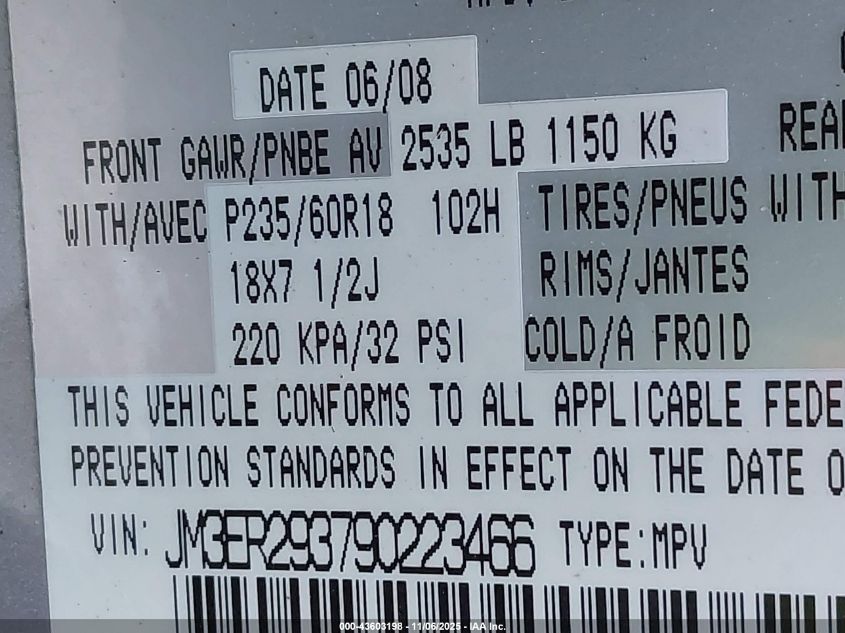 DATE 06/08
FRONT GAWR/PNBE AV 2535 LB 1150 KG
WITH/AVEC P235/60R18 102H TIRES/PNEUS WITH
18X7 1/2J RIMS/JANTES
220 KPA/32 PSI COLD/A FROID
THIS VEHICLE CONFORMS TO ALL APPLICABLE FEDE
PREVENTION STANDARDS IN EFFECT ON THE DATE O
VIN: JM3ER293790223466 TYPE:MPV
000-43603198 - 11/06/2025 - IAA Inc.